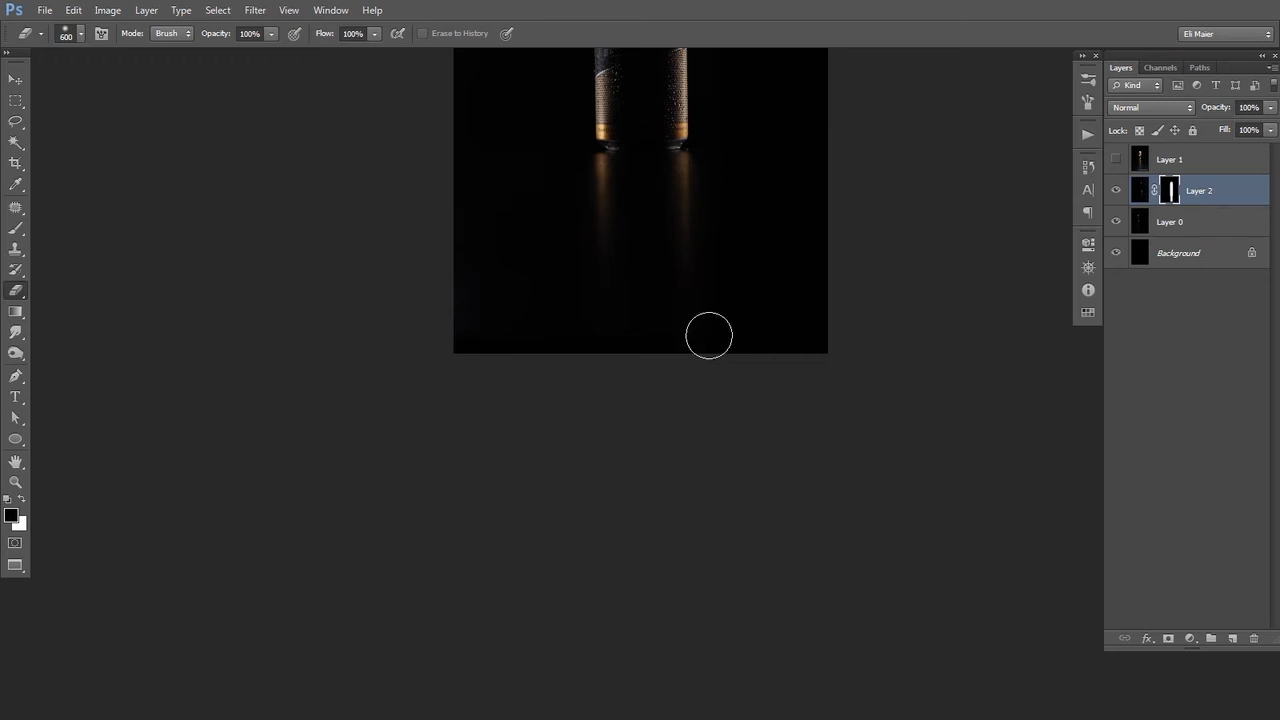 Ps File Edit Image Layer Type Select Filter View Window Help
600 Mode: Brush Opacity: 100% Flow: 100% Erase to History Eli Maier
Layers Channels Paths
Kind T
Normal Opacity: 100%
Lock: Fill: 100%
Layer 1
Layer 2
Layer 0
Background
A
T
fx